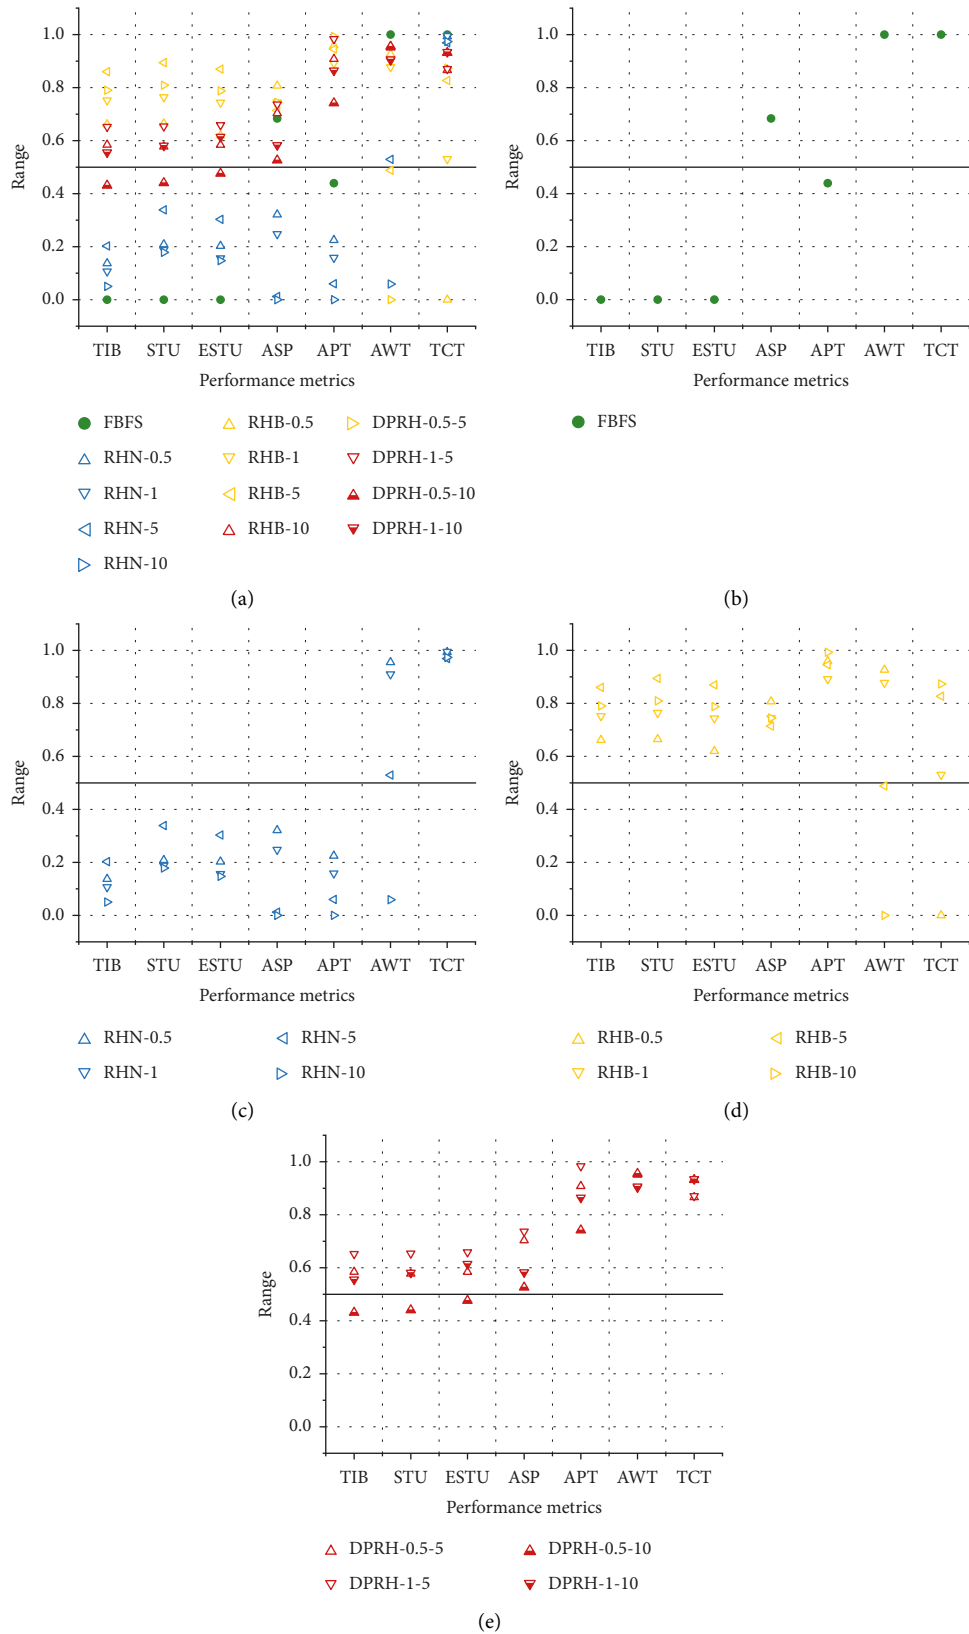 1.0
0.8
0.6
0.4
0.2
0.0
Range
TIB STU ESTU ASP APT AWT TCT
Performance metrics
FBFS
RHN-0.5
RHN-1
RHN-5
RHN-10
RHB-0.5
RHB-1
RHB-5
RHB-10
DPRH-0.5-5
DPRH-1-5
DPRH-0.5-10
DPRH-1-10
(a)
1.0
0.8
0.6
0.4
0.2
0.0
Range
TIB STU ESTU ASP APT AWT TCT
Performance metrics
FBFS
(b)
1.0
0.8
0.6
0.4
0.2
0.0
Range
TIB STU ESTU ASP APT AWT TCT
Performance metrics
RHN-0.5
RHN-1
RHN-5
RHN-10
(c)
1.0
0.8
0.6
0.4
0.2
0.0
Range
TIB STU ESTU ASP APT AWT TCT
Performance metrics
RHB-0.5
RHB-1
RHB-5
RHB-10
(d)
1.0
0.8
0.6
0.4
0.2
0.0
Range
TIB STU ESTU ASP APT AWT TCT
Performance metrics
DPRH-0.5-5
DPRH-1-5
DPRH-0.5-10
DPRH-1-10
(e)